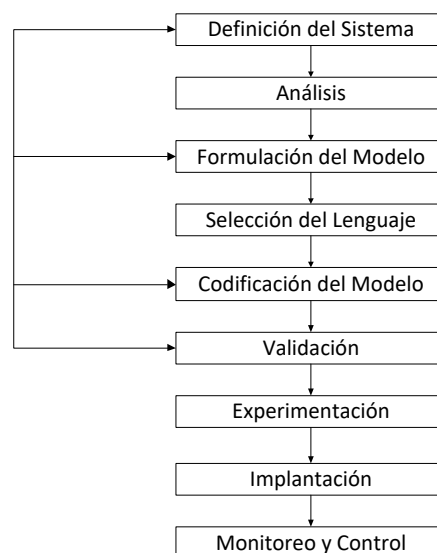 Definición del Sistema
Análisis
Formulación del Modelo
Selección del Lenguaje
Codificación del Modelo
Validación
Experimentación
Implantación
Monitoreo y Control